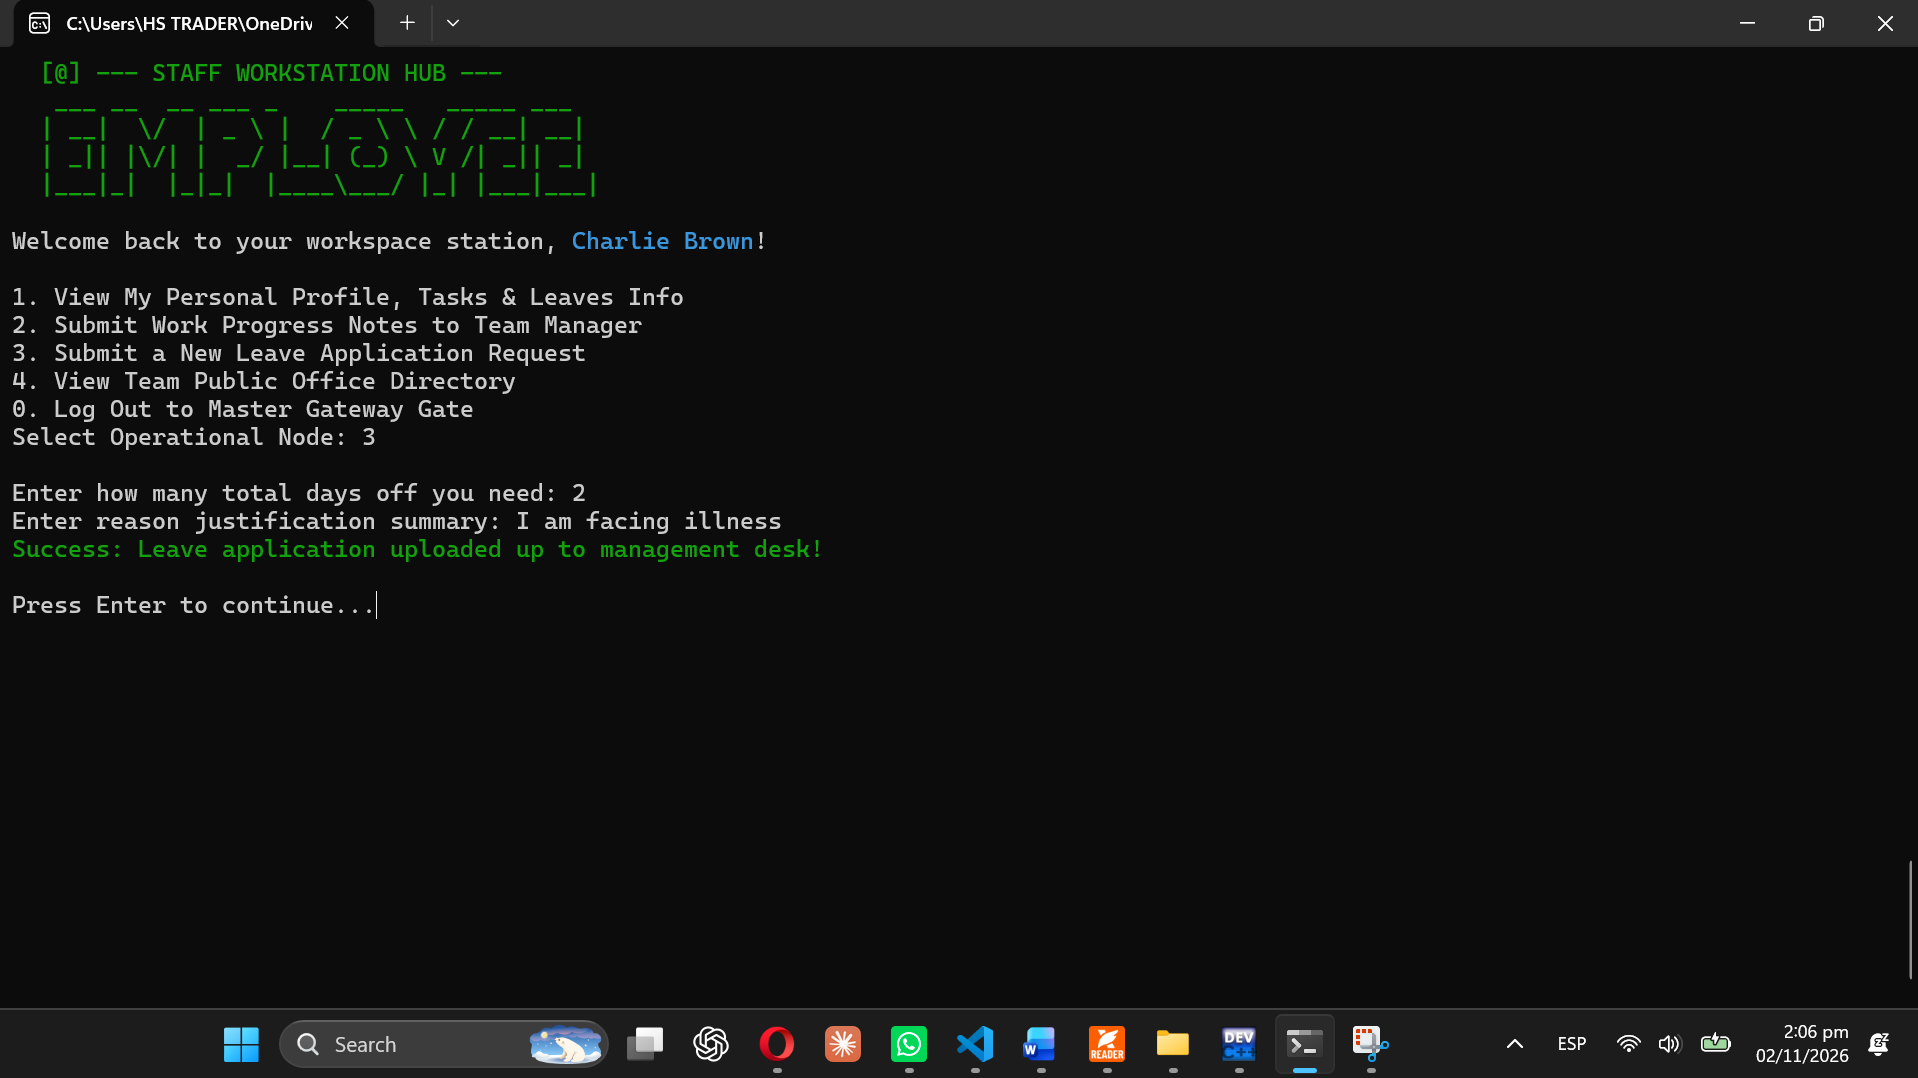 C:\Users\HS TRADER\OneDriv
[@] --- STAFF WORKSTATION HUB ---
EMPLOYEE
Welcome back to your workspace station, Charlie Brown!
1. View My Personal Profile, Tasks & Leaves Info
2. Submit Work Progress Notes to Team Manager
3. Submit a New Leave Application Request
4. View Team Public Office Directory
0. Log Out to Master Gateway Gate
Select Operational Node: 3
Enter how many total days off you need: 2
Enter reason justification summary: I am facing illness
Success: Leave application uploaded up to management desk!
Press Enter to continue...
Search
READER
DEV
C++
ESP
2:06 pm
02/11/2026